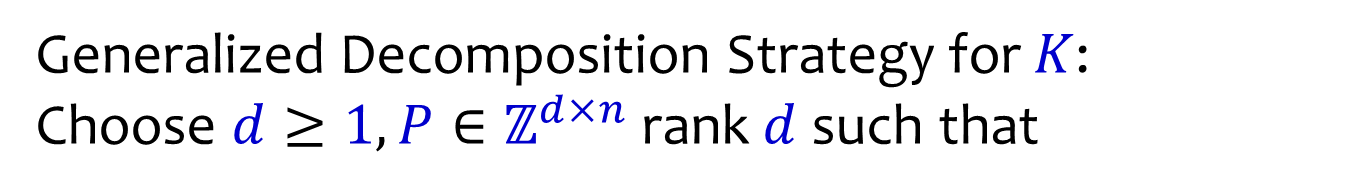 Generalized Decomposition Strategy for K:
Choose d ≥ 1, P ∈ ℤ^{d×n} rank d such that